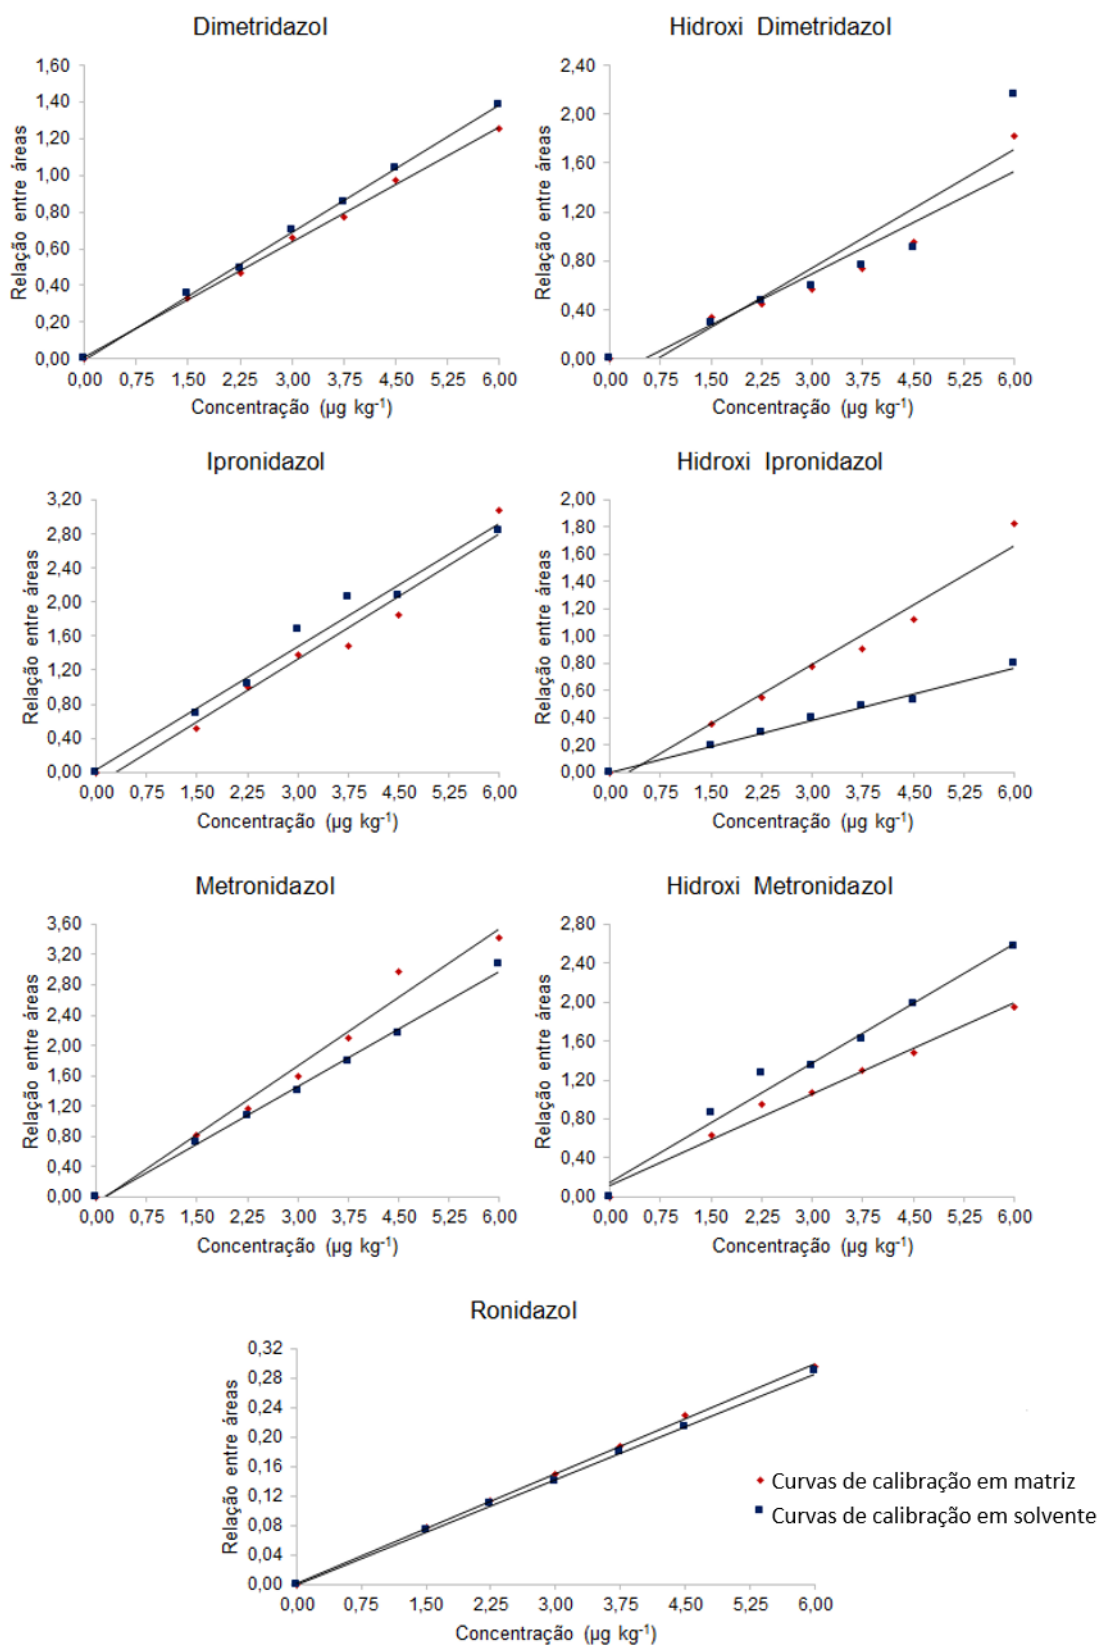 Dimetridazol
Relação entre áreas
1,60
1,40
1,20
1,00
0,80
0,60
0,40
0,20
0,00
0,00 0,75 1,50 2,25 3,00 3,75 4,50 5,25 6,00
Concentração (µg kg⁻¹)
Hidroxi Dimetridazol
Relação entre áreas
2,40
2,00
1,60
1,20
0,80
0,40
0,00
0,00 0,75 1,50 2,25 3,00 3,75 4,50 5,25 6,00
Concentração (µg kg⁻¹)
Ipronidazol
Relação entre áreas
3,20
2,80
2,40
2,00
1,60
1,20
0,80
0,40
0,00
0,00 0,75 1,50 2,25 3,00 3,75 4,50 5,25 6,00
Concentração (µg kg⁻¹)
Hidroxi Ipronidazol
Relação entre áreas
2,00
1,80
1,60
1,40
1,20
1,00
0,80
0,60
0,40
0,20
0,00
0,00 0,75 1,50 2,25 3,00 3,75 4,50 5,25 6,00
Concentração (µg kg⁻¹)
Metronidazol
Relação entre áreas
3,60
3,20
2,80
2,40
2,00
1,60
1,20
0,80
0,40
0,00
0,00 0,75 1,50 2,25 3,00 3,75 4,50 5,25 6,00
Concentração (µg kg⁻¹)
Hidroxi Metronidazol
Relação entre áreas
2,80
2,40
2,00
1,60
1,20
0,80
0,40
0,00
0,00 0,75 1,50 2,25 3,00 3,75 4,50 5,25 6,00
Concentração (µg kg⁻¹)
Ronidazol
Relação entre áreas
0,32
0,28
0,24
0,20
0,16
0,12
0,08
0,04
0,00
0,00 0,75 1,50 2,25 3,00 3,75 4,50 5,25 6,00
Concentração (µg kg⁻¹)
Curvas de calibração em matriz
Curvas de calibração em solvente